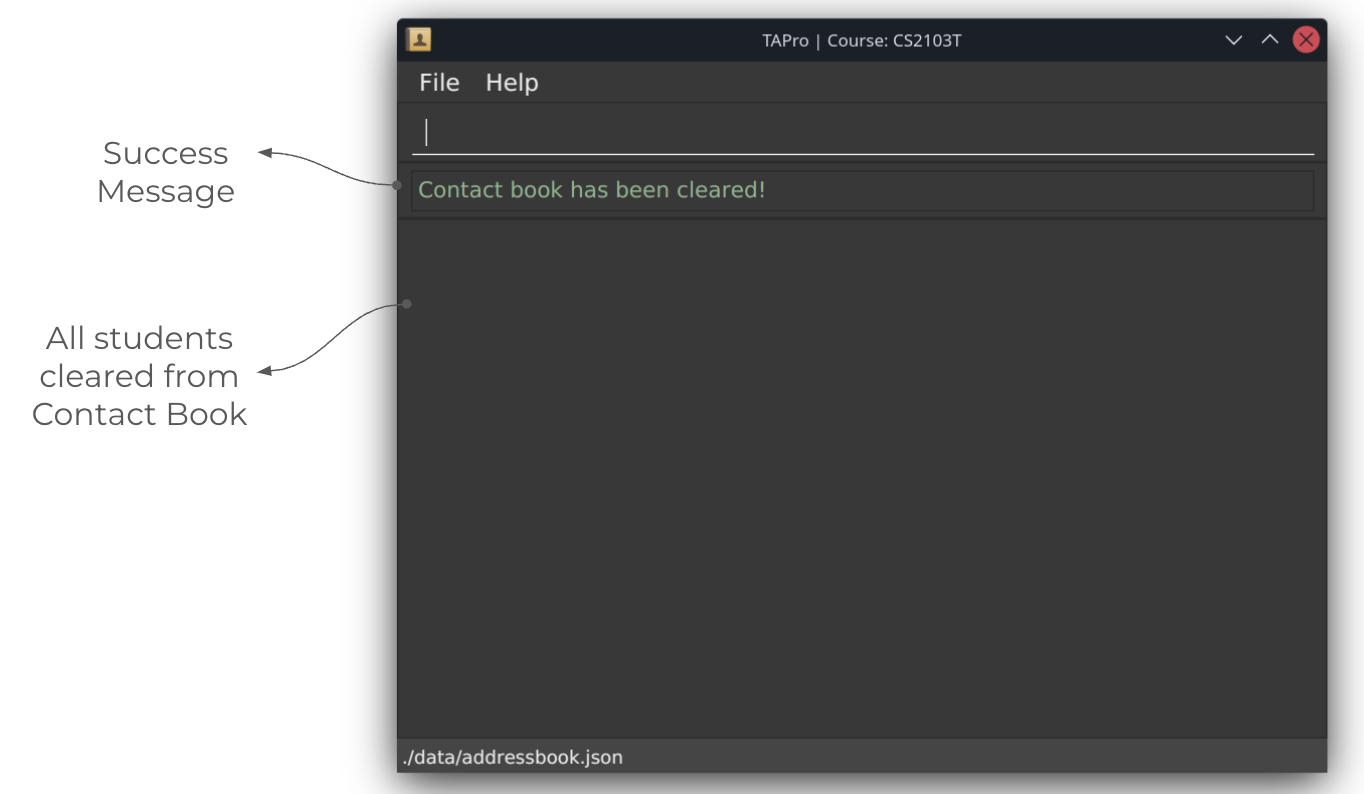 TAPro | Course: CS2103T
File Help
Success
Message
Contact book has been cleared!
All students
cleared from
Contact Book
./data/addressbook.json